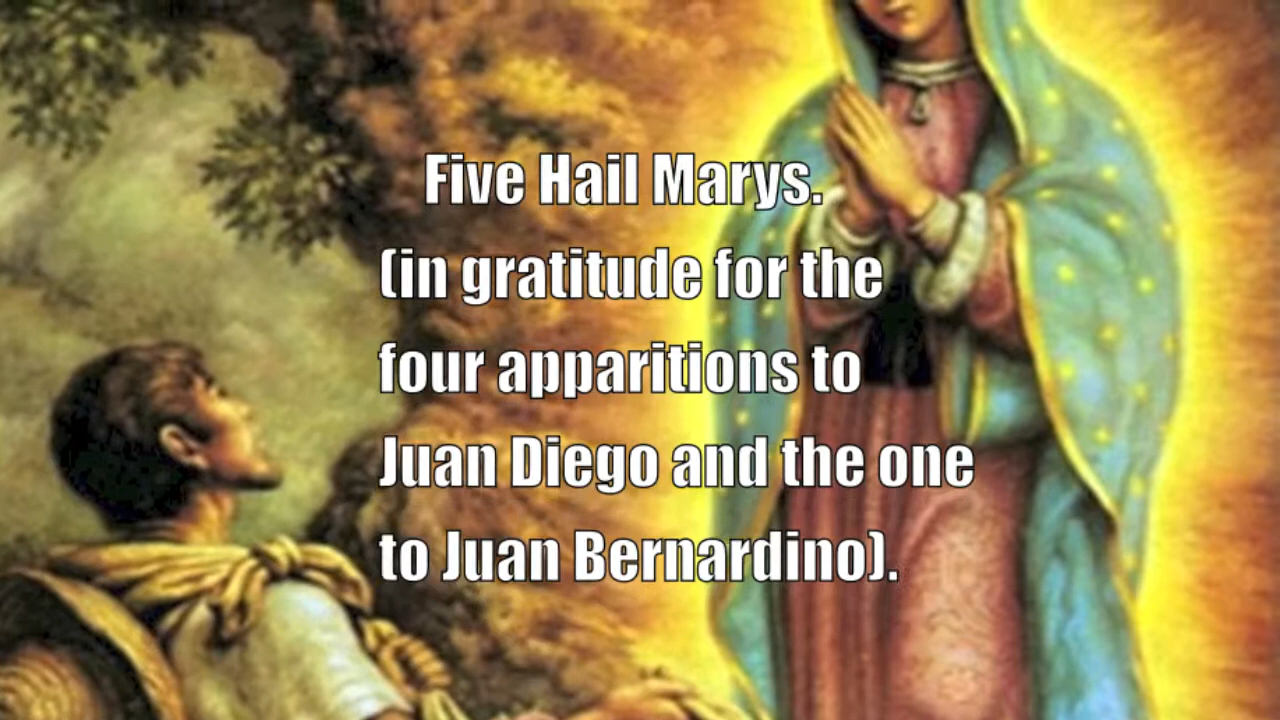 Five Hail Marys.
(in gratitude for the
four apparitions to
Juan Diego and the one
to Juan Bernardino).